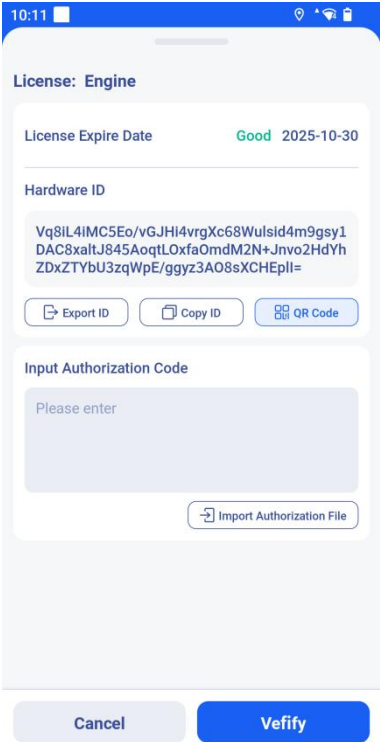 10:11
License: Engine
License Expire Date Good 2025-10-30
Hardware ID
Vq8iL4iMC5Eo/vGJHi4vrgXc68Wulsid4m9gsy1
DAC8xaltJ845AoqtLOxfaOmdM2N+Jnvo2HdYh
ZDxZTYbU3zqWpE/ggyz3AO8sXCHEplI=
Export ID Copy ID QR Code
Input Authorization Code
Please enter
Import Authorization File
Cancel Vefify